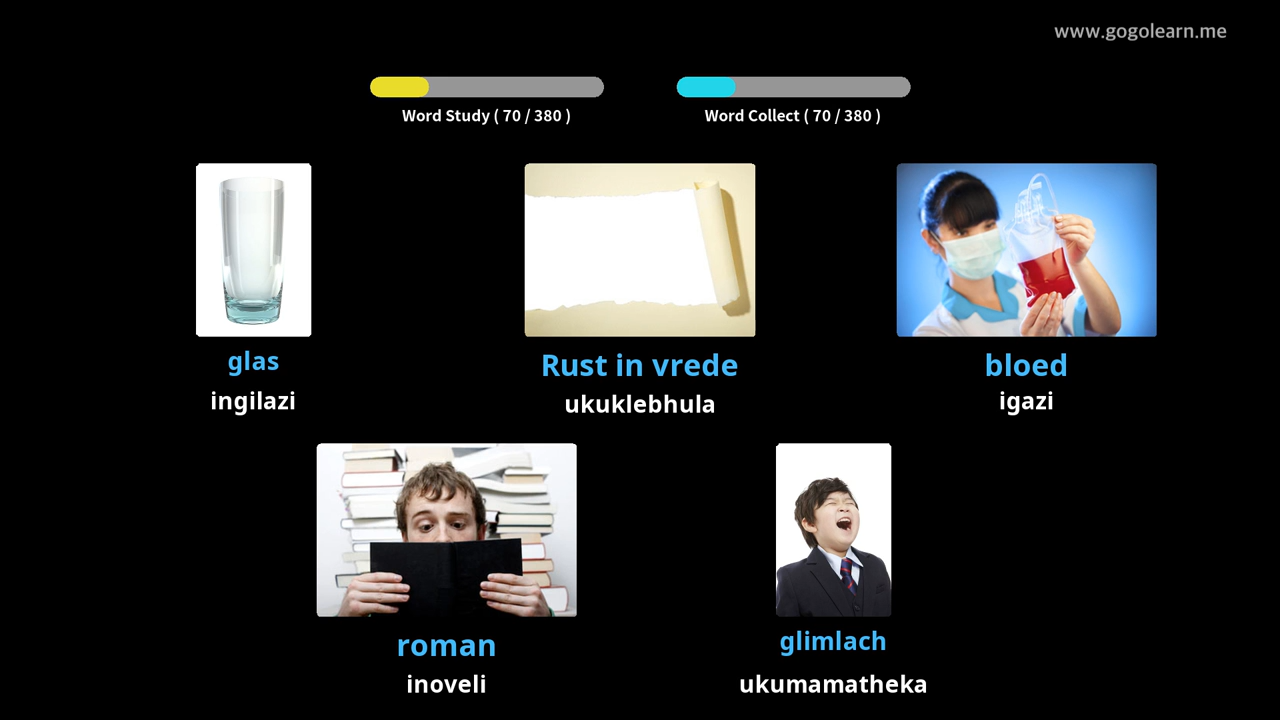 www.gogolearn.me
Word Study ( 70 / 380 )
Word Collect ( 70 / 380 )
glas
ingilazi
Rust in vrede
ukuklebhula
bloed
igazi
roman
inoveli
glimlach
ukumamatheka